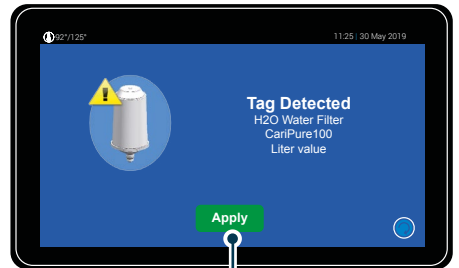 92°/125°
11:25 | 30 May 2019
Tag Detected
H2O Water Filter
CariPure100
Liter value
Apply